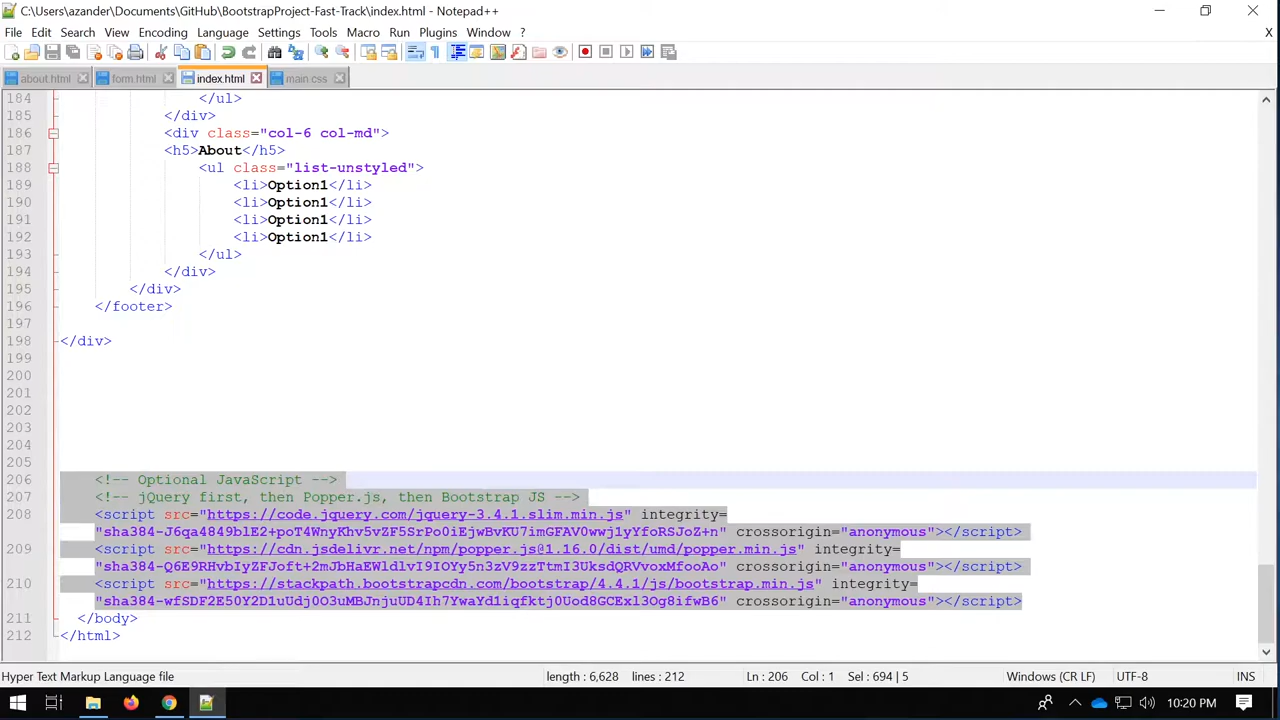 C:\Users\azander\Documents\GitHub\BootstrapProject-Fast-Track\index.html - Notepad++
File Edit Search View Encoding Language Settings Tools Macro Run Plugins Window ? X
about.html form.html index.html main.css
184 </ul>
185 </div>
186 <div class="col-6 col-md">
187 <h5>About</h5>
188 <ul class="list-unstyled">
189 <li>Option1</li>
190 <li>Option1</li>
191 <li>Option1</li>
192 <li>Option1</li>
193 </ul>
194 </div>
195 </div>
196 </footer>
197
198 </div>
199
200
201
202
203
204
205
206 <!-- Optional JavaScript -->
207 <!-- jQuery first, then Popper.js, then Bootstrap JS -->
208 <script src="https://code.jquery.com/jquery-3.4.1.slim.min.js" integrity=
"sha384-J6qa4849blE2+poT4WnyKhv5vZF5SrPo0iEjwBvKU7imGFAV0wwj1yYfoRSJoZ+n" crossorigin="anonymous"></script>
209 <script src="https://cdn.jsdelivr.net/npm/popper.js@1.16.0/dist/umd/popper.min.js" integrity=
"sha384-Q6E9RHvbIyZFJoft+2mJbHaEWldlvI9IOYy5n3zV9zzTtmI3UksdQRVvoxMfooAo" crossorigin="anonymous"></script>
210 <script src="https://stackpath.bootstrapcdn.com/bootstrap/4.4.1/js/bootstrap.min.js" integrity=
"sha384-wfSDF2E50Y2D1uUdj0O3uMBJnjuUD4Ih7YwaYd1iqfktj0Uod8GCExl3Og8ifwB6" crossorigin="anonymous"></script>
211 </body>
212 </html>
Hyper Text Markup Language file length : 6,628 lines : 212 Ln : 206 Col : 1 Sel : 694 | 5 Windows (CR LF) UTF-8 INS
10:20 PM